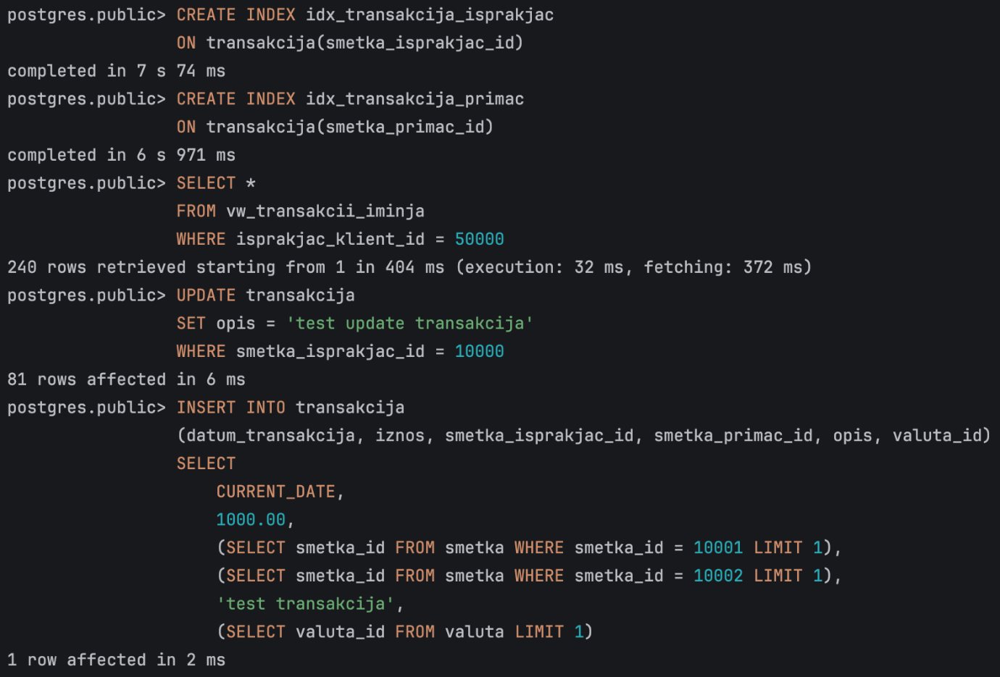 postgres.public> CREATE INDEX idx_transakcija_isprakjac
ON transakcija(smetka_isprakjac_id)
completed in 7 s 74 ms
postgres.public> CREATE INDEX idx_transakcija_primac
ON transakcija(smetka_primac_id)
completed in 6 s 971 ms
postgres.public> SELECT *
FROM vw_transakcii_iminja
WHERE isprakjac_klient_id = 50000
240 rows retrieved starting from 1 in 404 ms (execution: 32 ms, fetching: 372 ms)
postgres.public> UPDATE transakcija
SET opis = 'test update transakcija'
WHERE smetka_isprakjac_id = 10000
81 rows affected in 6 ms
postgres.public> INSERT INTO transakcija
(datum_transakcija, iznos, smetka_isprakjac_id, smetka_primac_id, opis, valuta_id)
SELECT
CURRENT_DATE,
1000.00,
(SELECT smetka_id FROM smetka WHERE smetka_id = 10001 LIMIT 1),
(SELECT smetka_id FROM smetka WHERE smetka_id = 10002 LIMIT 1),
'test transakcija',
(SELECT valuta_id FROM valuta LIMIT 1)
1 row affected in 2 ms